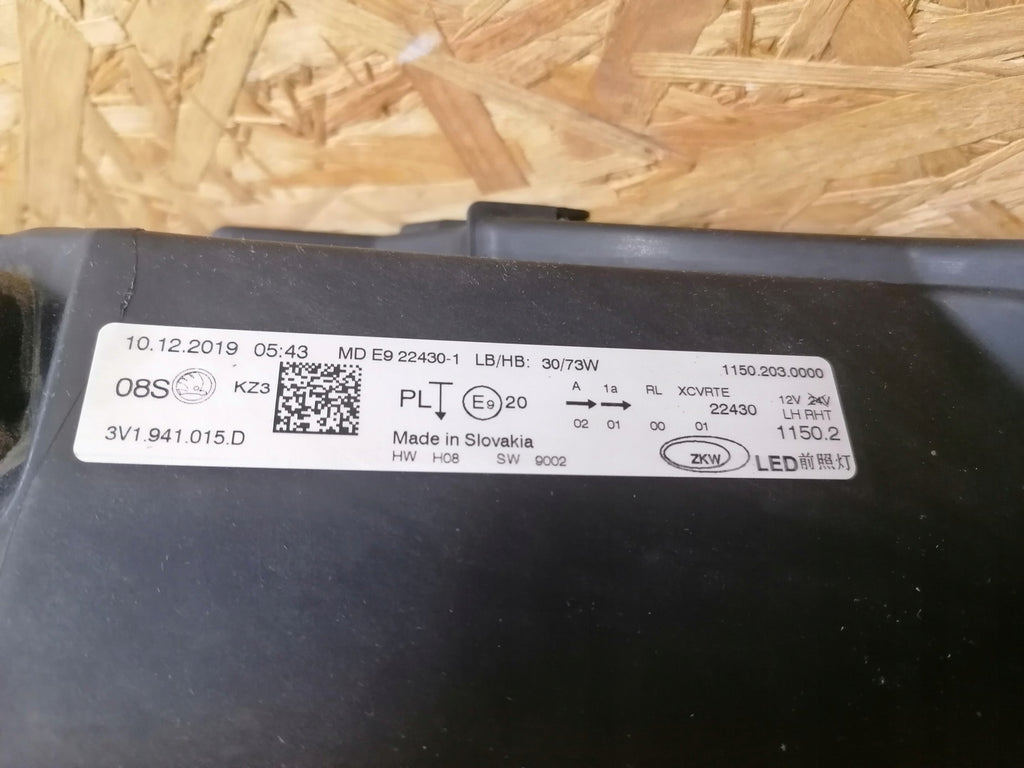 10.12.2019 05:43 MD E9 22430-1 LB/HB: 30/73W 1150.203.0000
08S KZ3 PL E9 20 A 1a RL XCVRTE 12V 24V
22430 LH RHT
02 01 00 01 1150.2
3V1.941.015.D Made in Slovakia
HW H08 SW 9002 ZKW LED前照灯